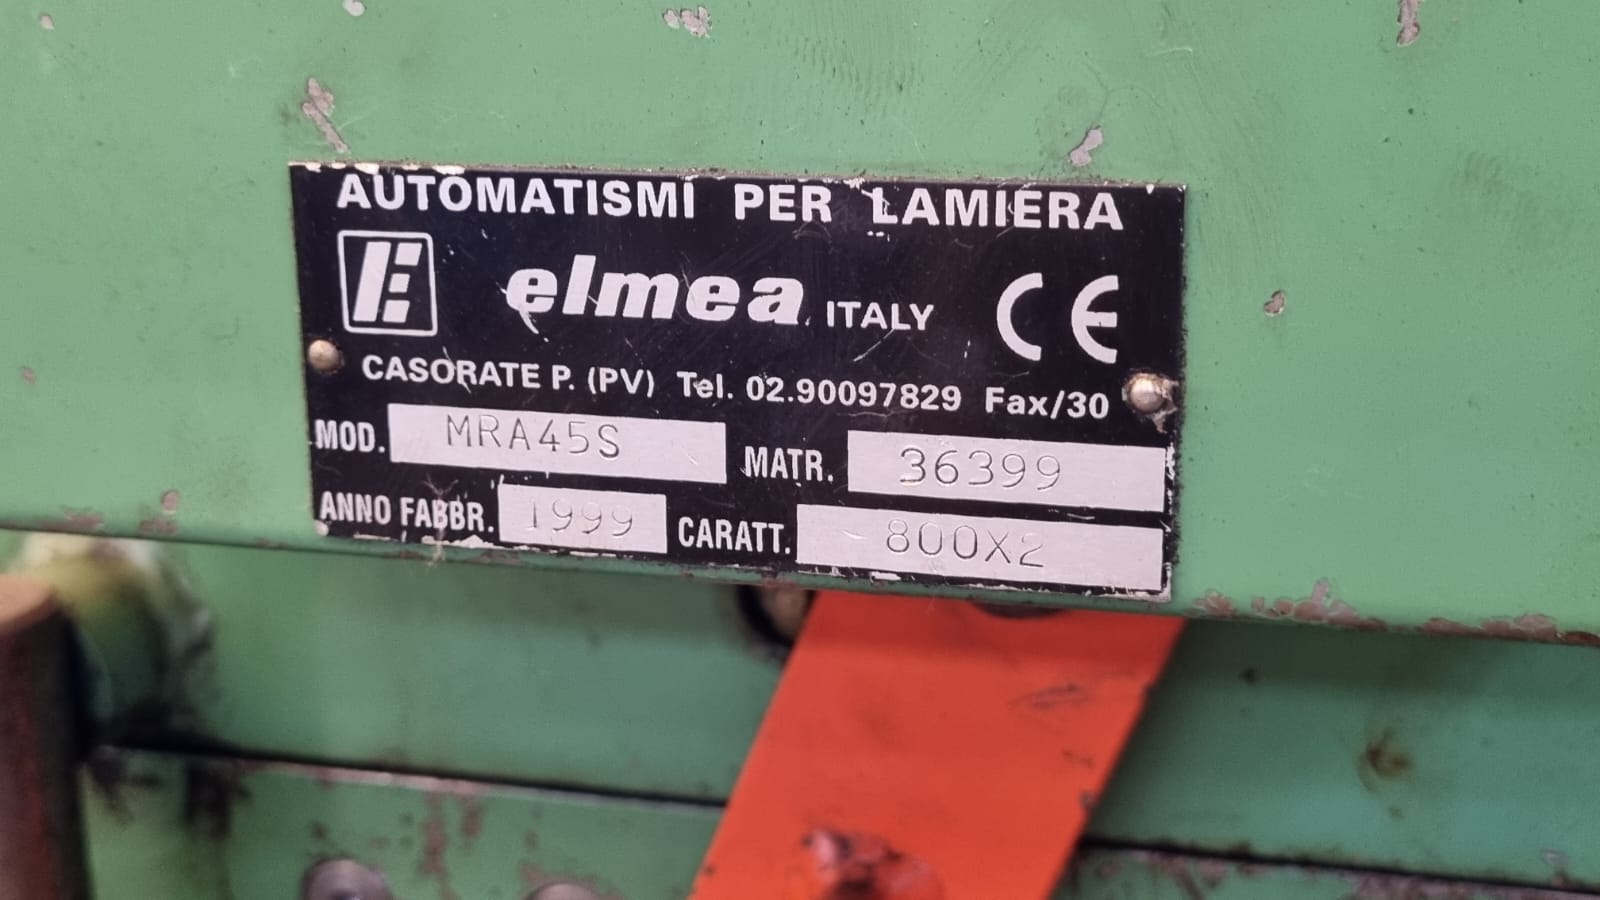 AUTOMATISMI PER LAMIERA
elmea ITALY CE
CASORATE P. (PV) Tel. 02.90097829 Fax/30
MOD. MRA45S MATR. 36399
ANNO FABBR. 1999 CARATT. 800X2